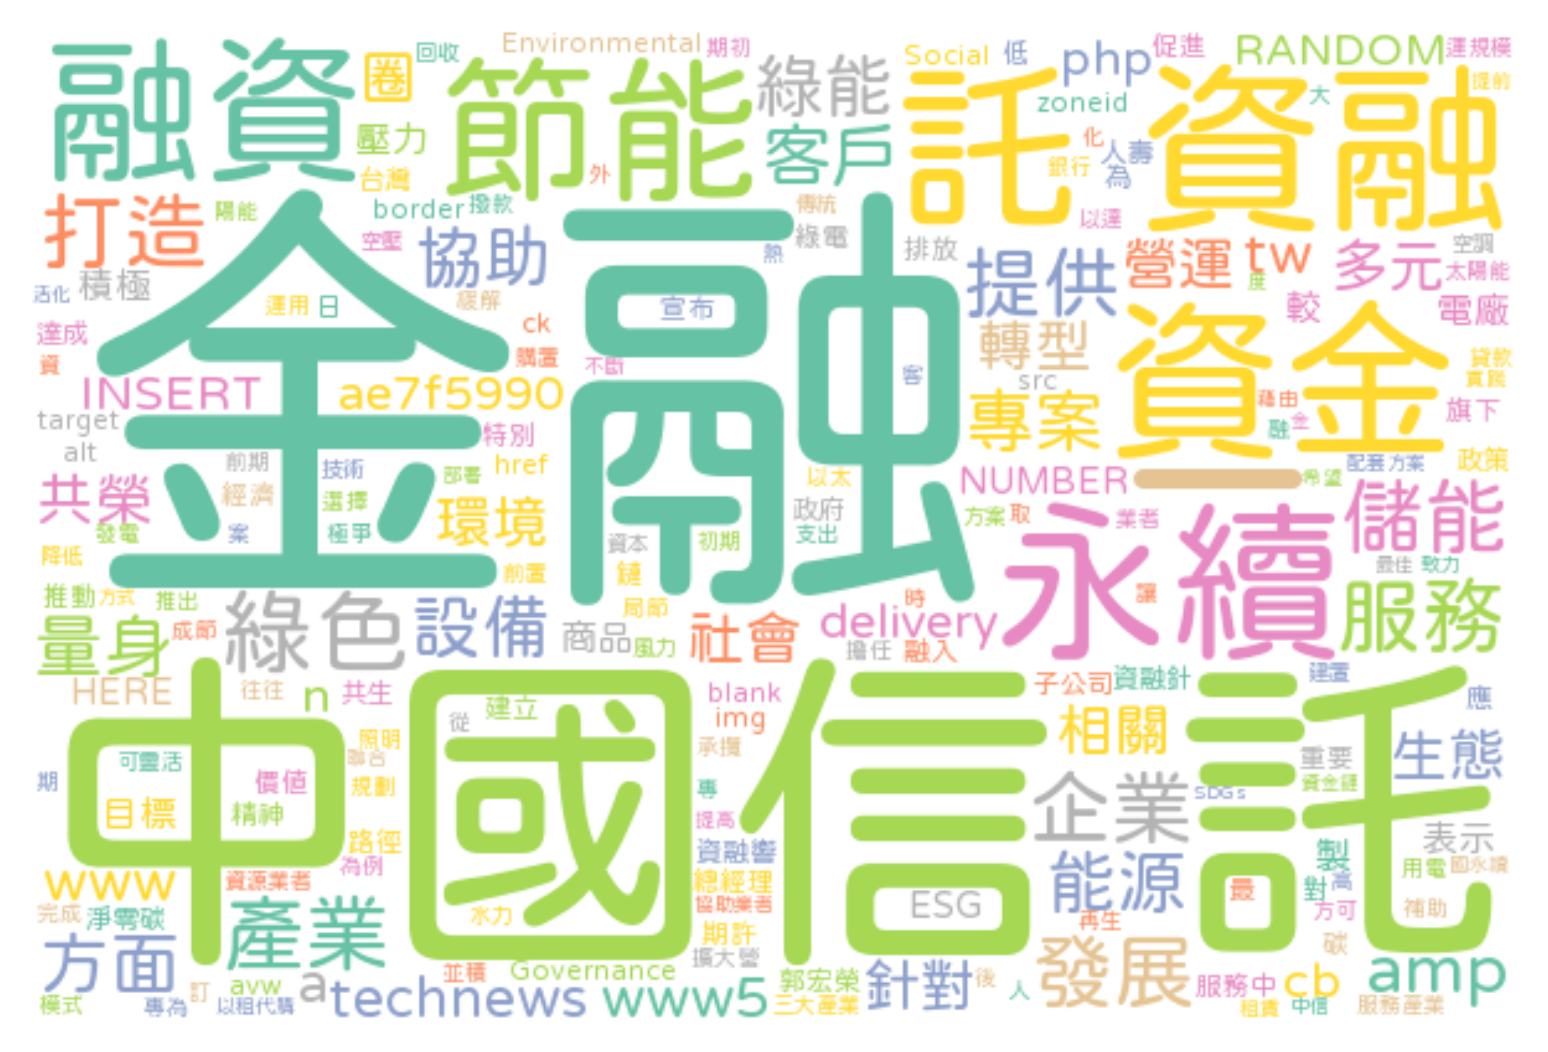 融資
圈
回收
Environmental
期初
綠能
Social
低
php
促進
RANDOM
運規模
節能
託
資融
提前
大
zoneid
壓力
客戶
化
人壽
為
銀行
台灣
外
打造
陽能
border
撥款
傳統
以達
空壓
協助
綠電
排放
提供
營運
tw
多元
空調
太陽能
度
熱
積極
活化
運用
日
緩解
宣布
較
電廠
達成
ck
購置
轉型
資金
資
不斷
客
src
貸款
實踐
INSERT
ae7f5990
專案
藉由
金
融
旗下
target
alt
特別
前期
技術
部署
href
以太
NUMBER
一
希望
配套方案
政策
共榮
經濟
選擇
環境
政府
方案
取
業者
儲能
發電
案
極爭
資本
初期
支出
永續
最佳
致力
金融
降低
前置
鏈
推動
方式
推出
局節
時
讓
服務
量身
成節
綠色
設備
商品
風力
社會
delivery
擔任
融入
HERE
往往
n
共生
blank
img
子公司
資融針
建置
應
從
建立
照明
聯合
承攬
相關
重要
生態
可靈活
期
價值
規劃
專
企業
SDGs
資金鏈
目標
精神
提高
表示
路徑
為例
資融響
製
能源
用電
國永續
中國信託
www
資源業者
總經理
對
高
協助業者
ESG
最
方可
補助
完成
淨零碳
產業
水力
期許
再生
碳
方面
並積
Governance
擴大營
郭宏榮
針對
後
發展
服務中
cb
amp
avw
a
technews
www5
人
模式
專為
訂
以租代購
三大產業
租賃
中信
服務產業